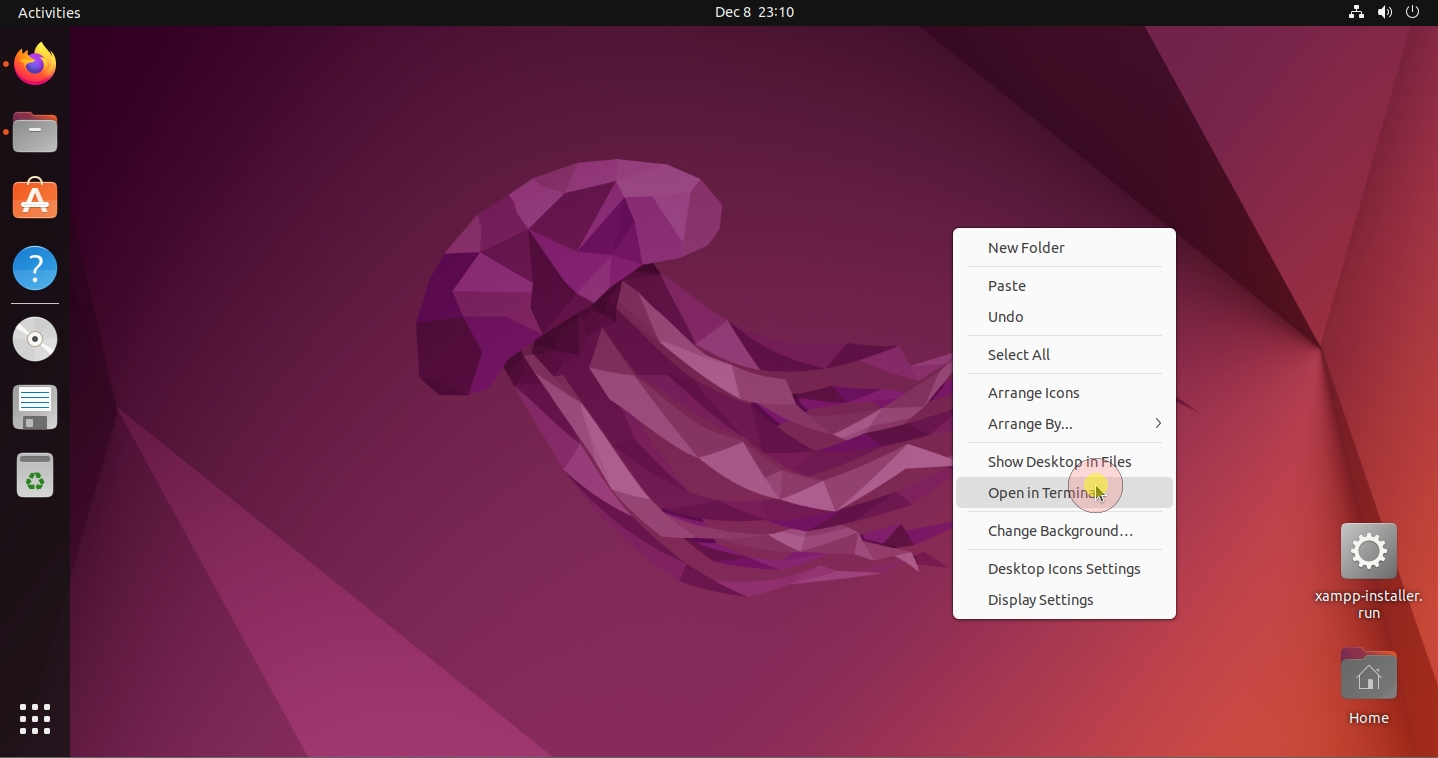 Activities
Dec 8 23:10
New Folder
Paste
Undo
Select All
Arrange Icons
Arrange By...
Show Desktop in Files
Open in Terminal
Change Background…
Desktop Icons Settings
Display Settings
xampp-installer.
run
Home